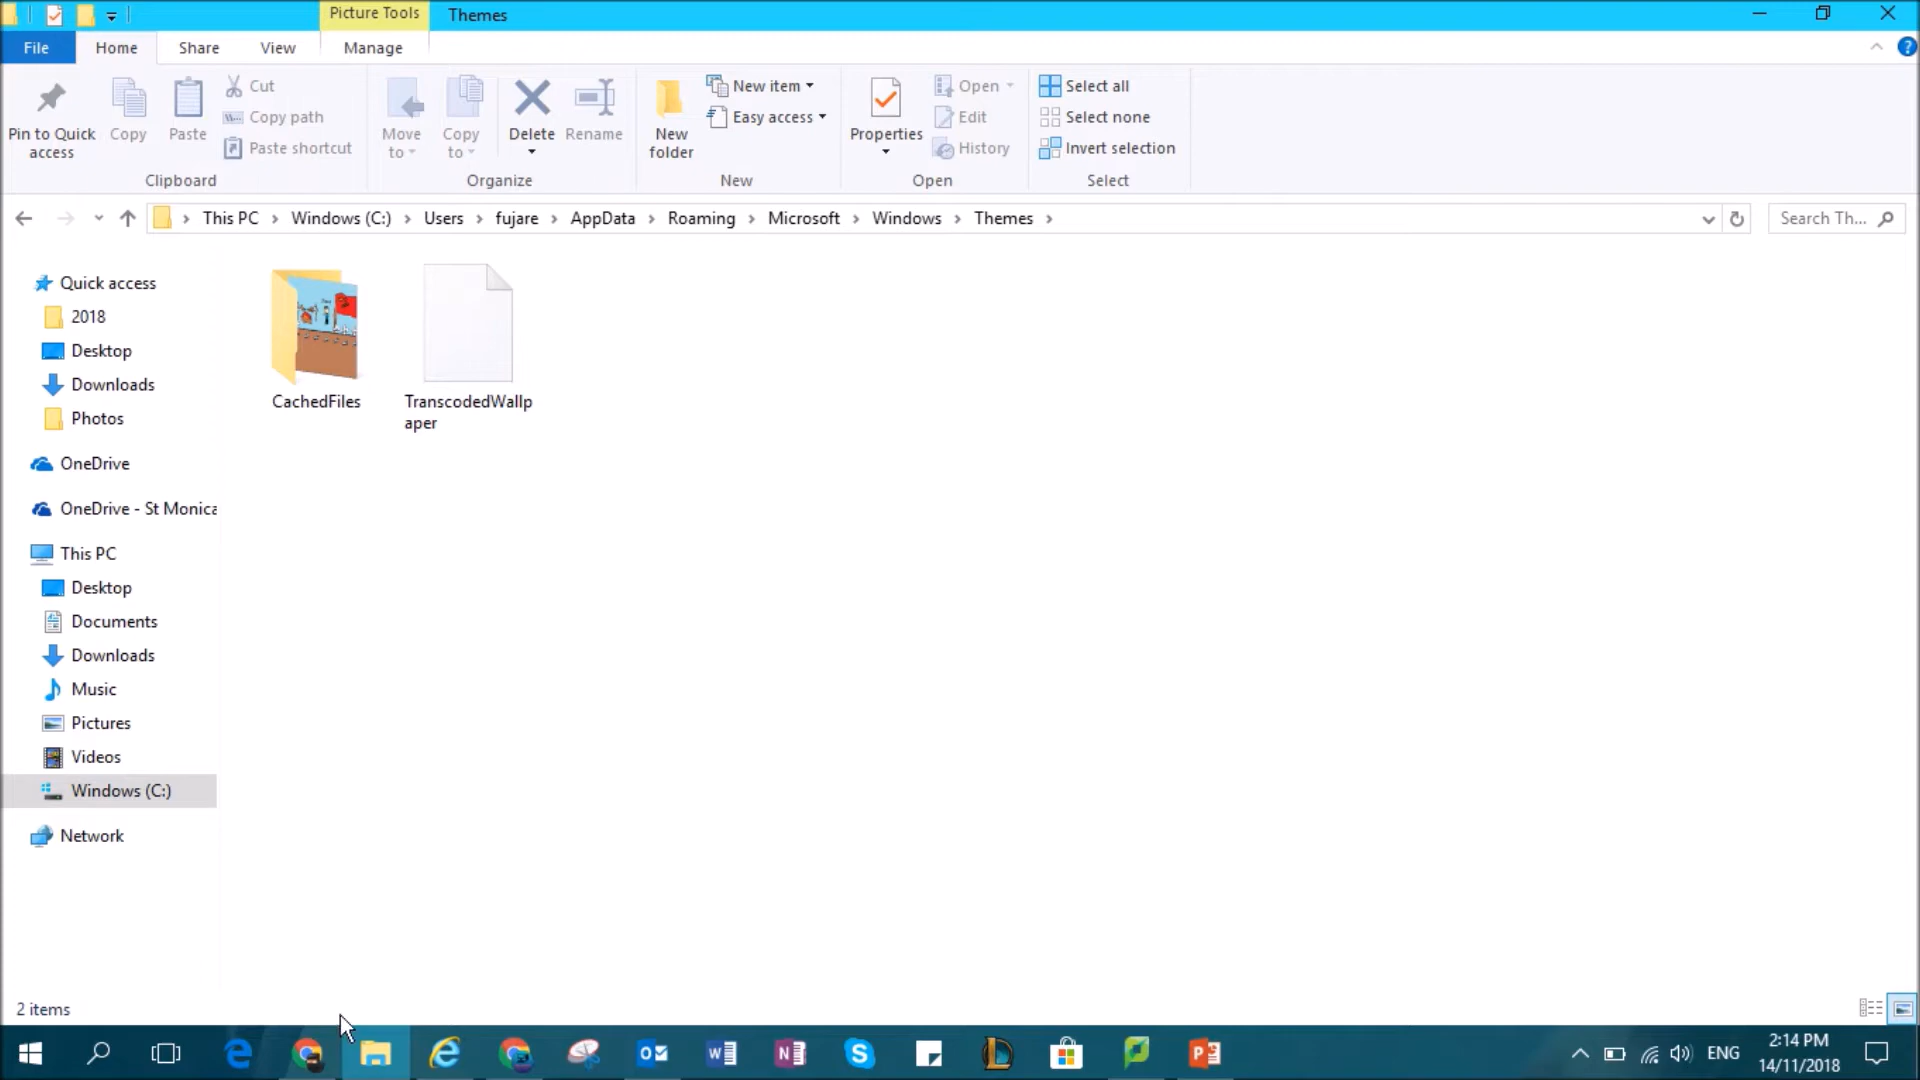 Picture Tools Themes
File Home Share View Manage
Pin to Quick access
Copy
Paste
Cut
Copy path
Paste shortcut
Clipboard
Move to
Copy to
Delete
Rename
Organize
New folder
New item
Easy access
New
Properties
Open
Edit
History
Open
Select all
Select none
Invert selection
Select
This PC Windows (C:) Users fujare AppData Roaming Microsoft Windows Themes
Search Th...
Quick access
2018
Desktop
Downloads
Photos
OneDrive
OneDrive - St Monica
This PC
Desktop
Documents
Downloads
Music
Pictures
Videos
Windows (C:)
Network
CachedFiles
TranscodedWallp
aper
2 items
ENG
2:14 PM
14/11/2018